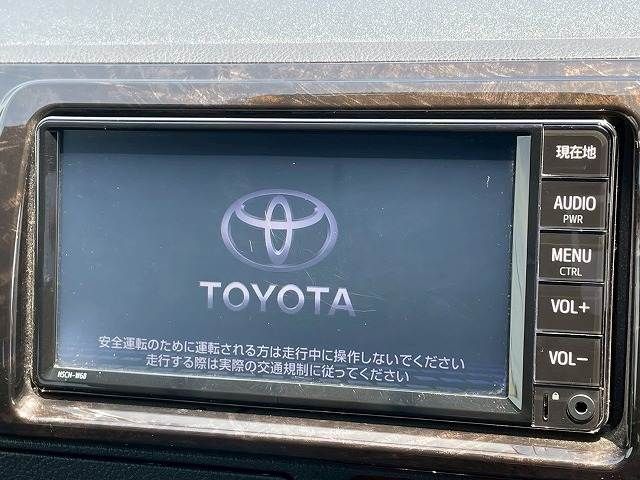 TOYOTA
安全運転のために運転される方は走行中に操作しないでください
走行する際は実際の交通規制に従ってください
NSCN-W60
現在地
AUDIO
PWR
MENU
CTRL
VOL+
VOL−